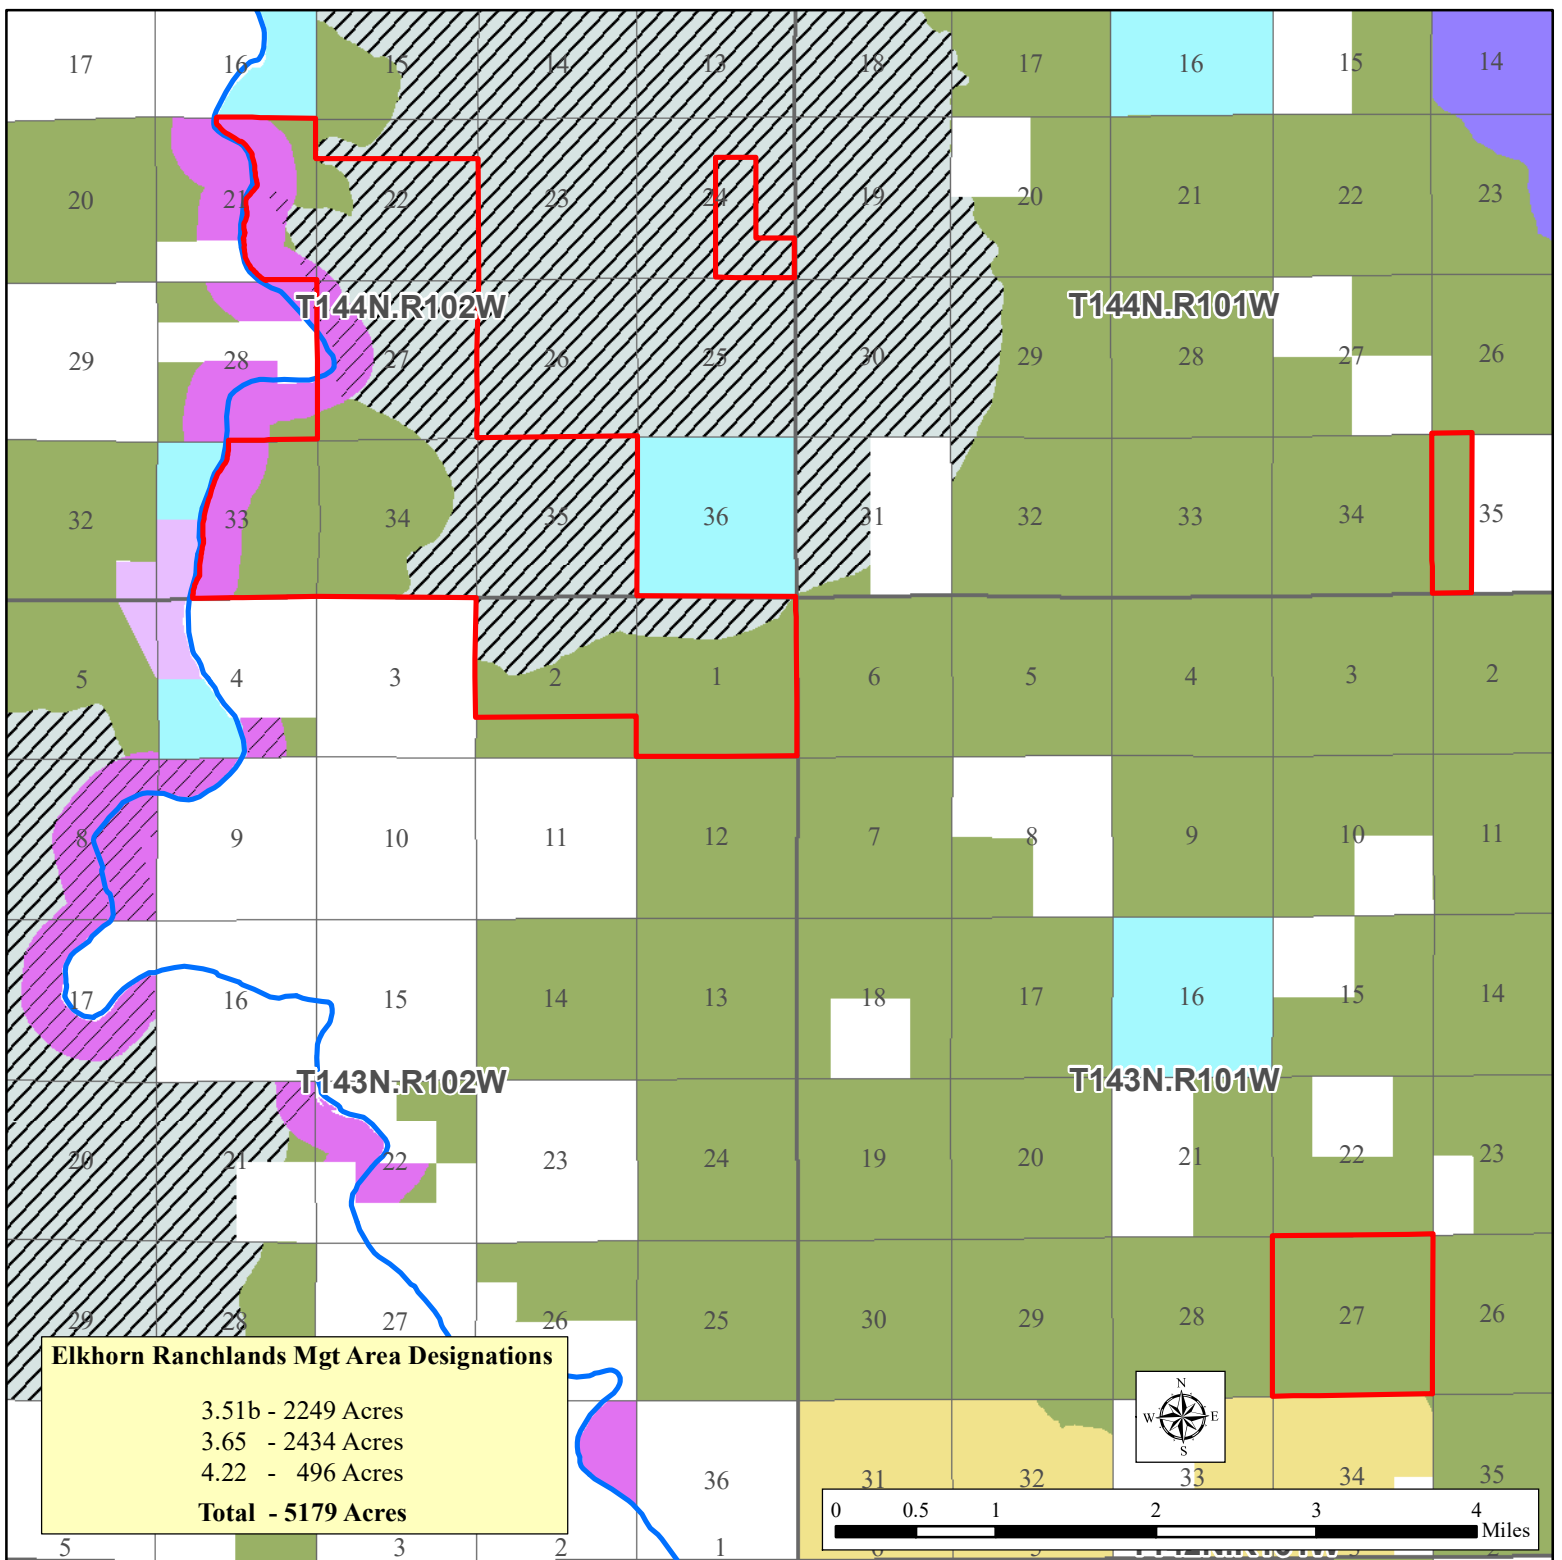 17 16 15 14 13 18 17 16 15 14
20 21 22 23 24 19 20 21 22 23
T144N.R102W T144N.R101W
29 28 27 26 25 30 29 28 27 26
32 33 34 35 36 31 32 33 34 35
5 4 3 2 1 6 5 4 3 2
8 9 10 11 12 7 8 9 10 11
17 16 15 14 13 18 17 16 15 14
T143N.R102W T143N.R101W
20 21 22 23 24 19 20 21 22 23
29 28 27 26 25 30 29 28 27 26
Elkhorn Ranchlands Mgt Area Designations
3.51b - 2249 Acres
3.65 - 2434 Acres
4.22 - 496 Acres
Total - 5179 Acres
N
W E
S
36 31 32 33 34 35
0 0.5 1 2 3 4
Miles
5 3 2 1